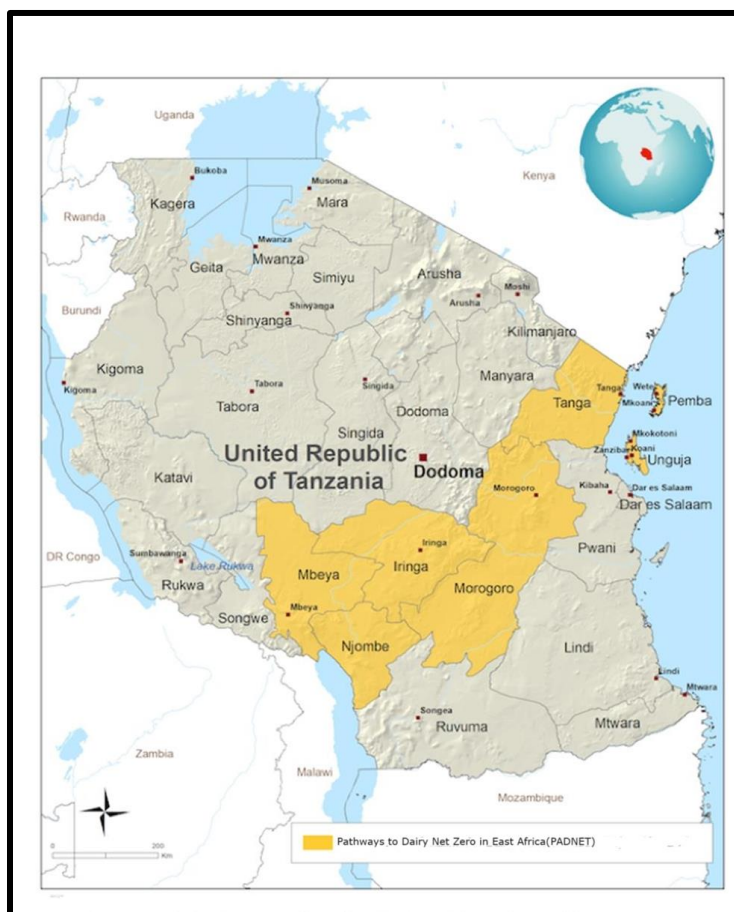 Uganda
Kenya
Bukoba
Musoma
Kagera
Mara
Rwanda
Mwanza
Mwanza
Geita
Simiyu
Arusha
Moshi
Arusha
Burundi
Shinyanga
Shinyanga
Kilimanjaro
Kigoma
Manyara
Kigoma
Tabora
Singida
Tanga
Wete
Tabora
Dodoma
Tanga
Mkoani
Pemba
Singida
Mkokotoni
United Republic
of Tanzania
Dodoma
Zanzibar
Koani
Unguja
Katavi
Morogoro
Kibaha
Dar es Salaam
Dar es Salaam
DR Congo
Sumbawanga
Lake Rukwa
Iringa
Pwani
Rukwa
Mbeya
Iringa
Morogoro
Songwe
Mbeya
Njombe
Lindi
Lindi
Mtwara
Songea
Ruvuma
Mtwara
Zambia
Malawi
Mozambique
Pathways to Dairy Net Zero in East Africa(PADNET)
0 200
Km